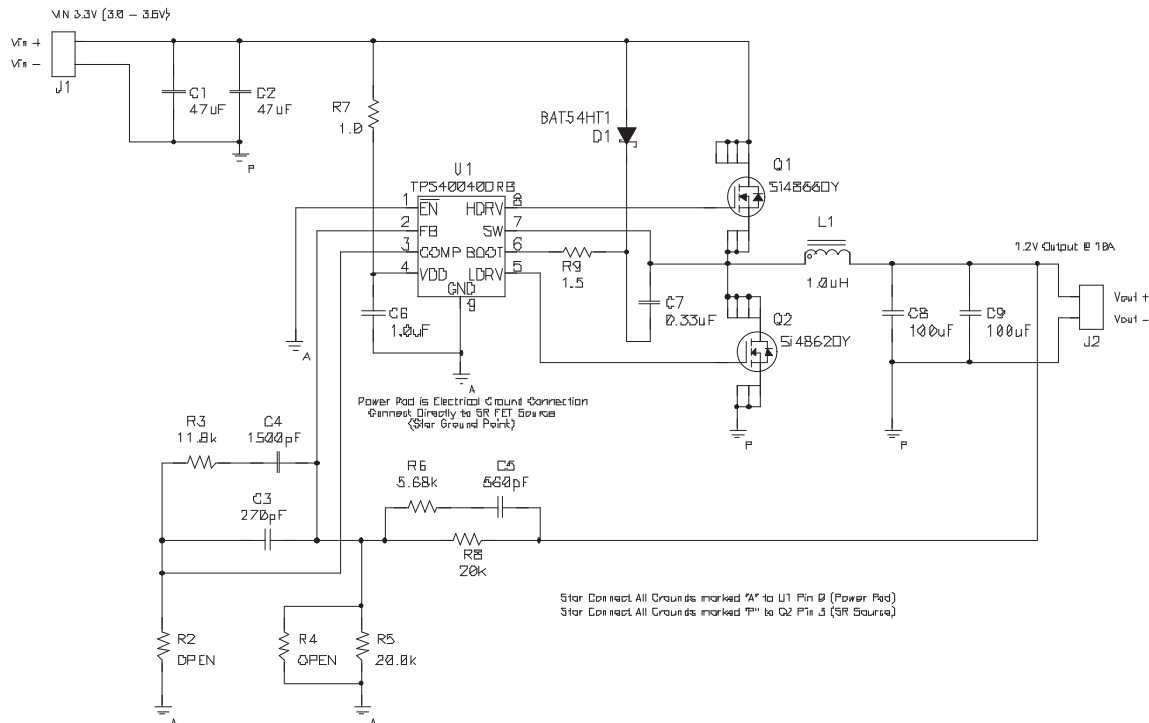 VIN 3.3V (3.0 - 3.6V)
Vin +
Vin -
J1
C1
47uF
C2
47uF
P
R7
1.0
BAT54HT1
D1
U1
TPS40040DRB
1
EN
HDRV
8
2
FB
SW
7
3
COMP
BOOT
6
4
VDD
LDRV
5
GND
9
Q1
Si4866DY
L1
1.0uH
1.2V Output @ 10A
R9
1.5
C7
0.33uF
C6
1.0uF
A
A
Q2
Si4862DY
C8
100uF
C9
100uF
Vout +
Vout -
J2
P
P
Power Pad is Electrical Ground Connection
Connect Directly to SR FET Source
(Star Ground Point)
R3
11.8k
C4
1500pF
R6
5.68k
C5
560pF
C3
270pF
R8
20k
Star Connect All Grounds marked "A" to U1 Pin 9 (Power Pad)
Star Connect All Grounds marked "P" to Q2 Pin 3 (SR Source)
R2
OPEN
R4
OPEN
R5
20.0k
A
A